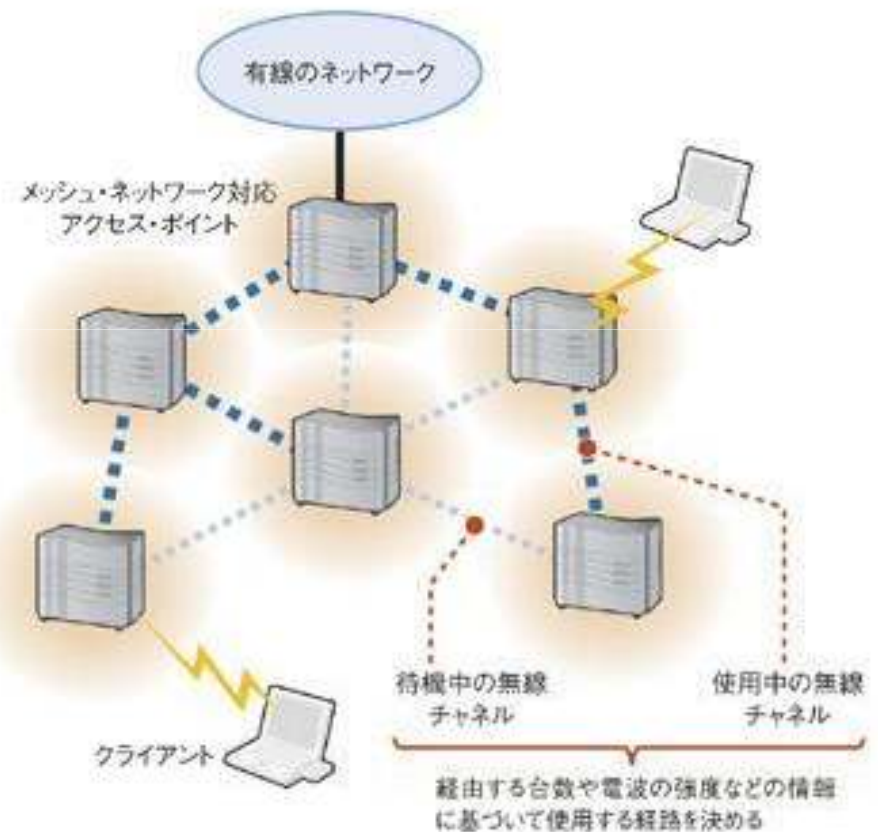 有線のネットワーク
メッシュ・ネットワーク対応
アクセス・ポイント
待機中の無線
チャネル
使用中の無線
チャネル
クライアント
経由する台数や電波の強度などの情報
に基づいて使用する経路を決める